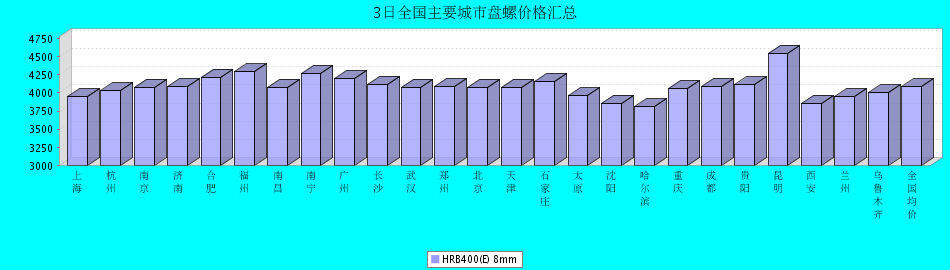 3日全国主要城市盘螺价格汇总
4750
4500
4250
4000
3750
3500
3250
3000
上海
杭州
南京
济南
合肥
福州
南昌
南宁
广州
长沙
武汉
郑州
北京
天津
石家庄
太原
沈阳
哈尔滨
重庆
成都
贵阳
昆明
西安
兰州
乌鲁木齐
全国均价
HRB400(E) 8mm